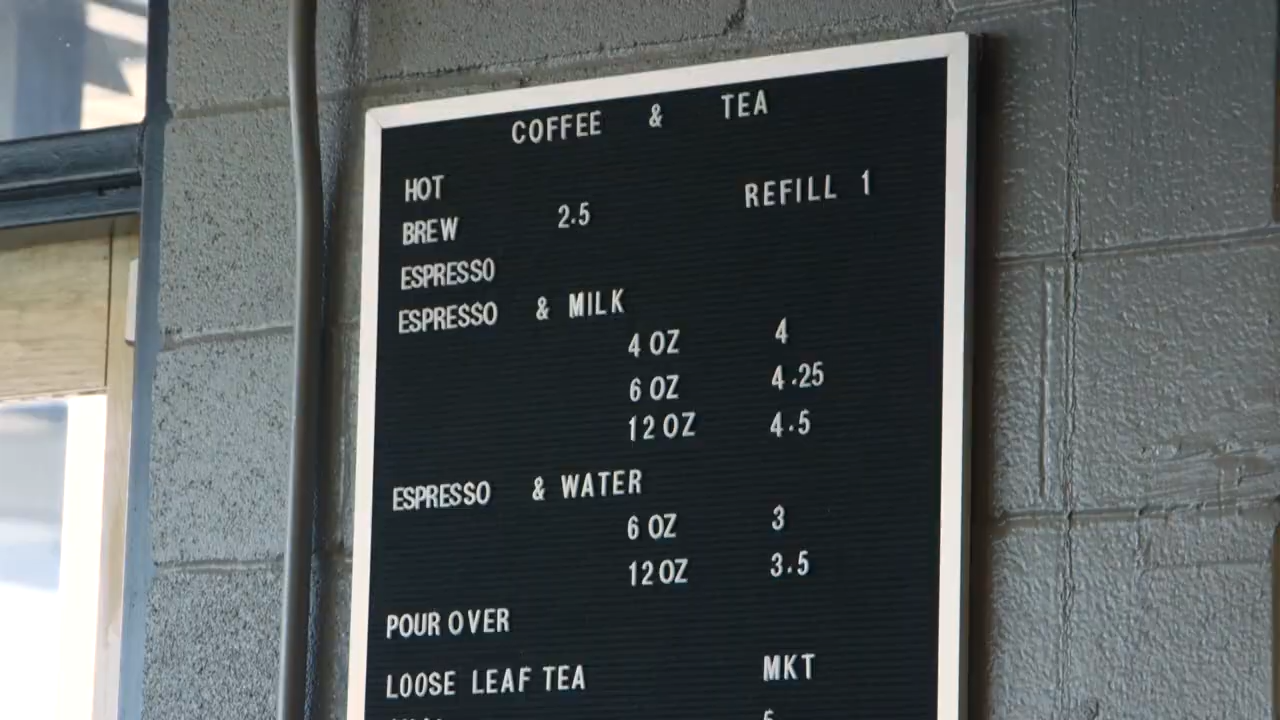 COFFEE & TEA
HOT
BREW 2.5 REFILL 1
ESPRESSO
ESPRESSO & MILK
4 OZ 4
6 OZ 4.25
12 OZ 4.5
ESPRESSO & WATER
6 OZ 3
12 OZ 3.5
POUR OVER
LOOSE LEAF TEA MKT